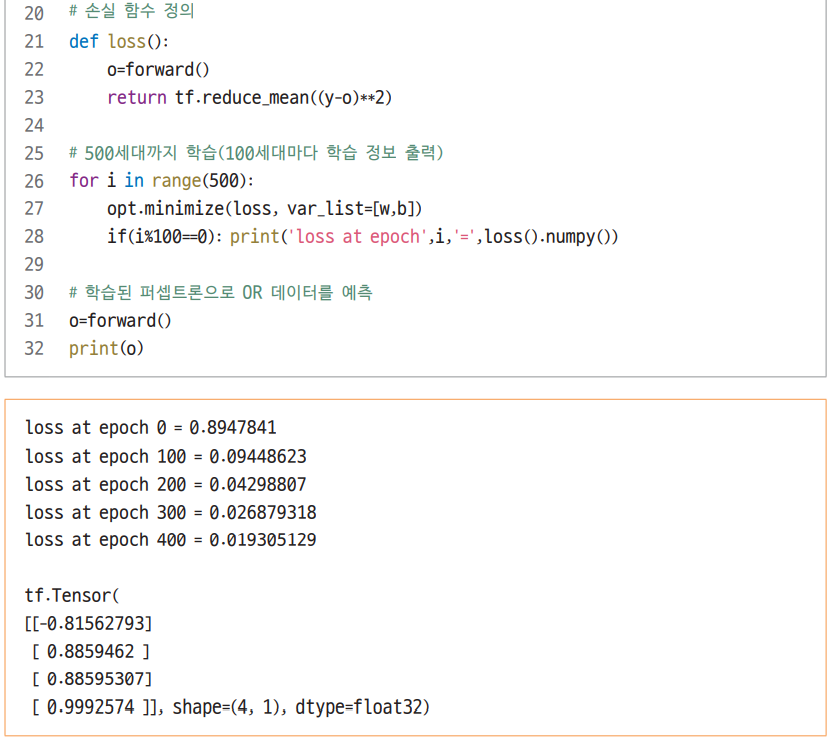 20 # 손실 함수 정의
21 def loss():
22     o=forward()
23     return tf.reduce_mean((y-o)**2)
24
25 # 500세대까지 학습(100세대마다 학습 정보 출력)
26 for i in range(500):
27     opt.minimize(loss, var_list=[w,b])
28     if(i%100==0): print('loss at epoch',i,'=',loss().numpy())
29
30 # 학습된 퍼셉트론으로 OR 데이터를 예측
31 o=forward()
32 print(o)
loss at epoch 0 = 0.8947841
loss at epoch 100 = 0.09448623
loss at epoch 200 = 0.04298807
loss at epoch 300 = 0.026879318
loss at epoch 400 = 0.019305129
tf.Tensor(
[[-0.81562793]
 [ 0.8859462 ]
 [ 0.88595307]
 [ 0.9992574 ]], shape=(4, 1), dtype=float32)